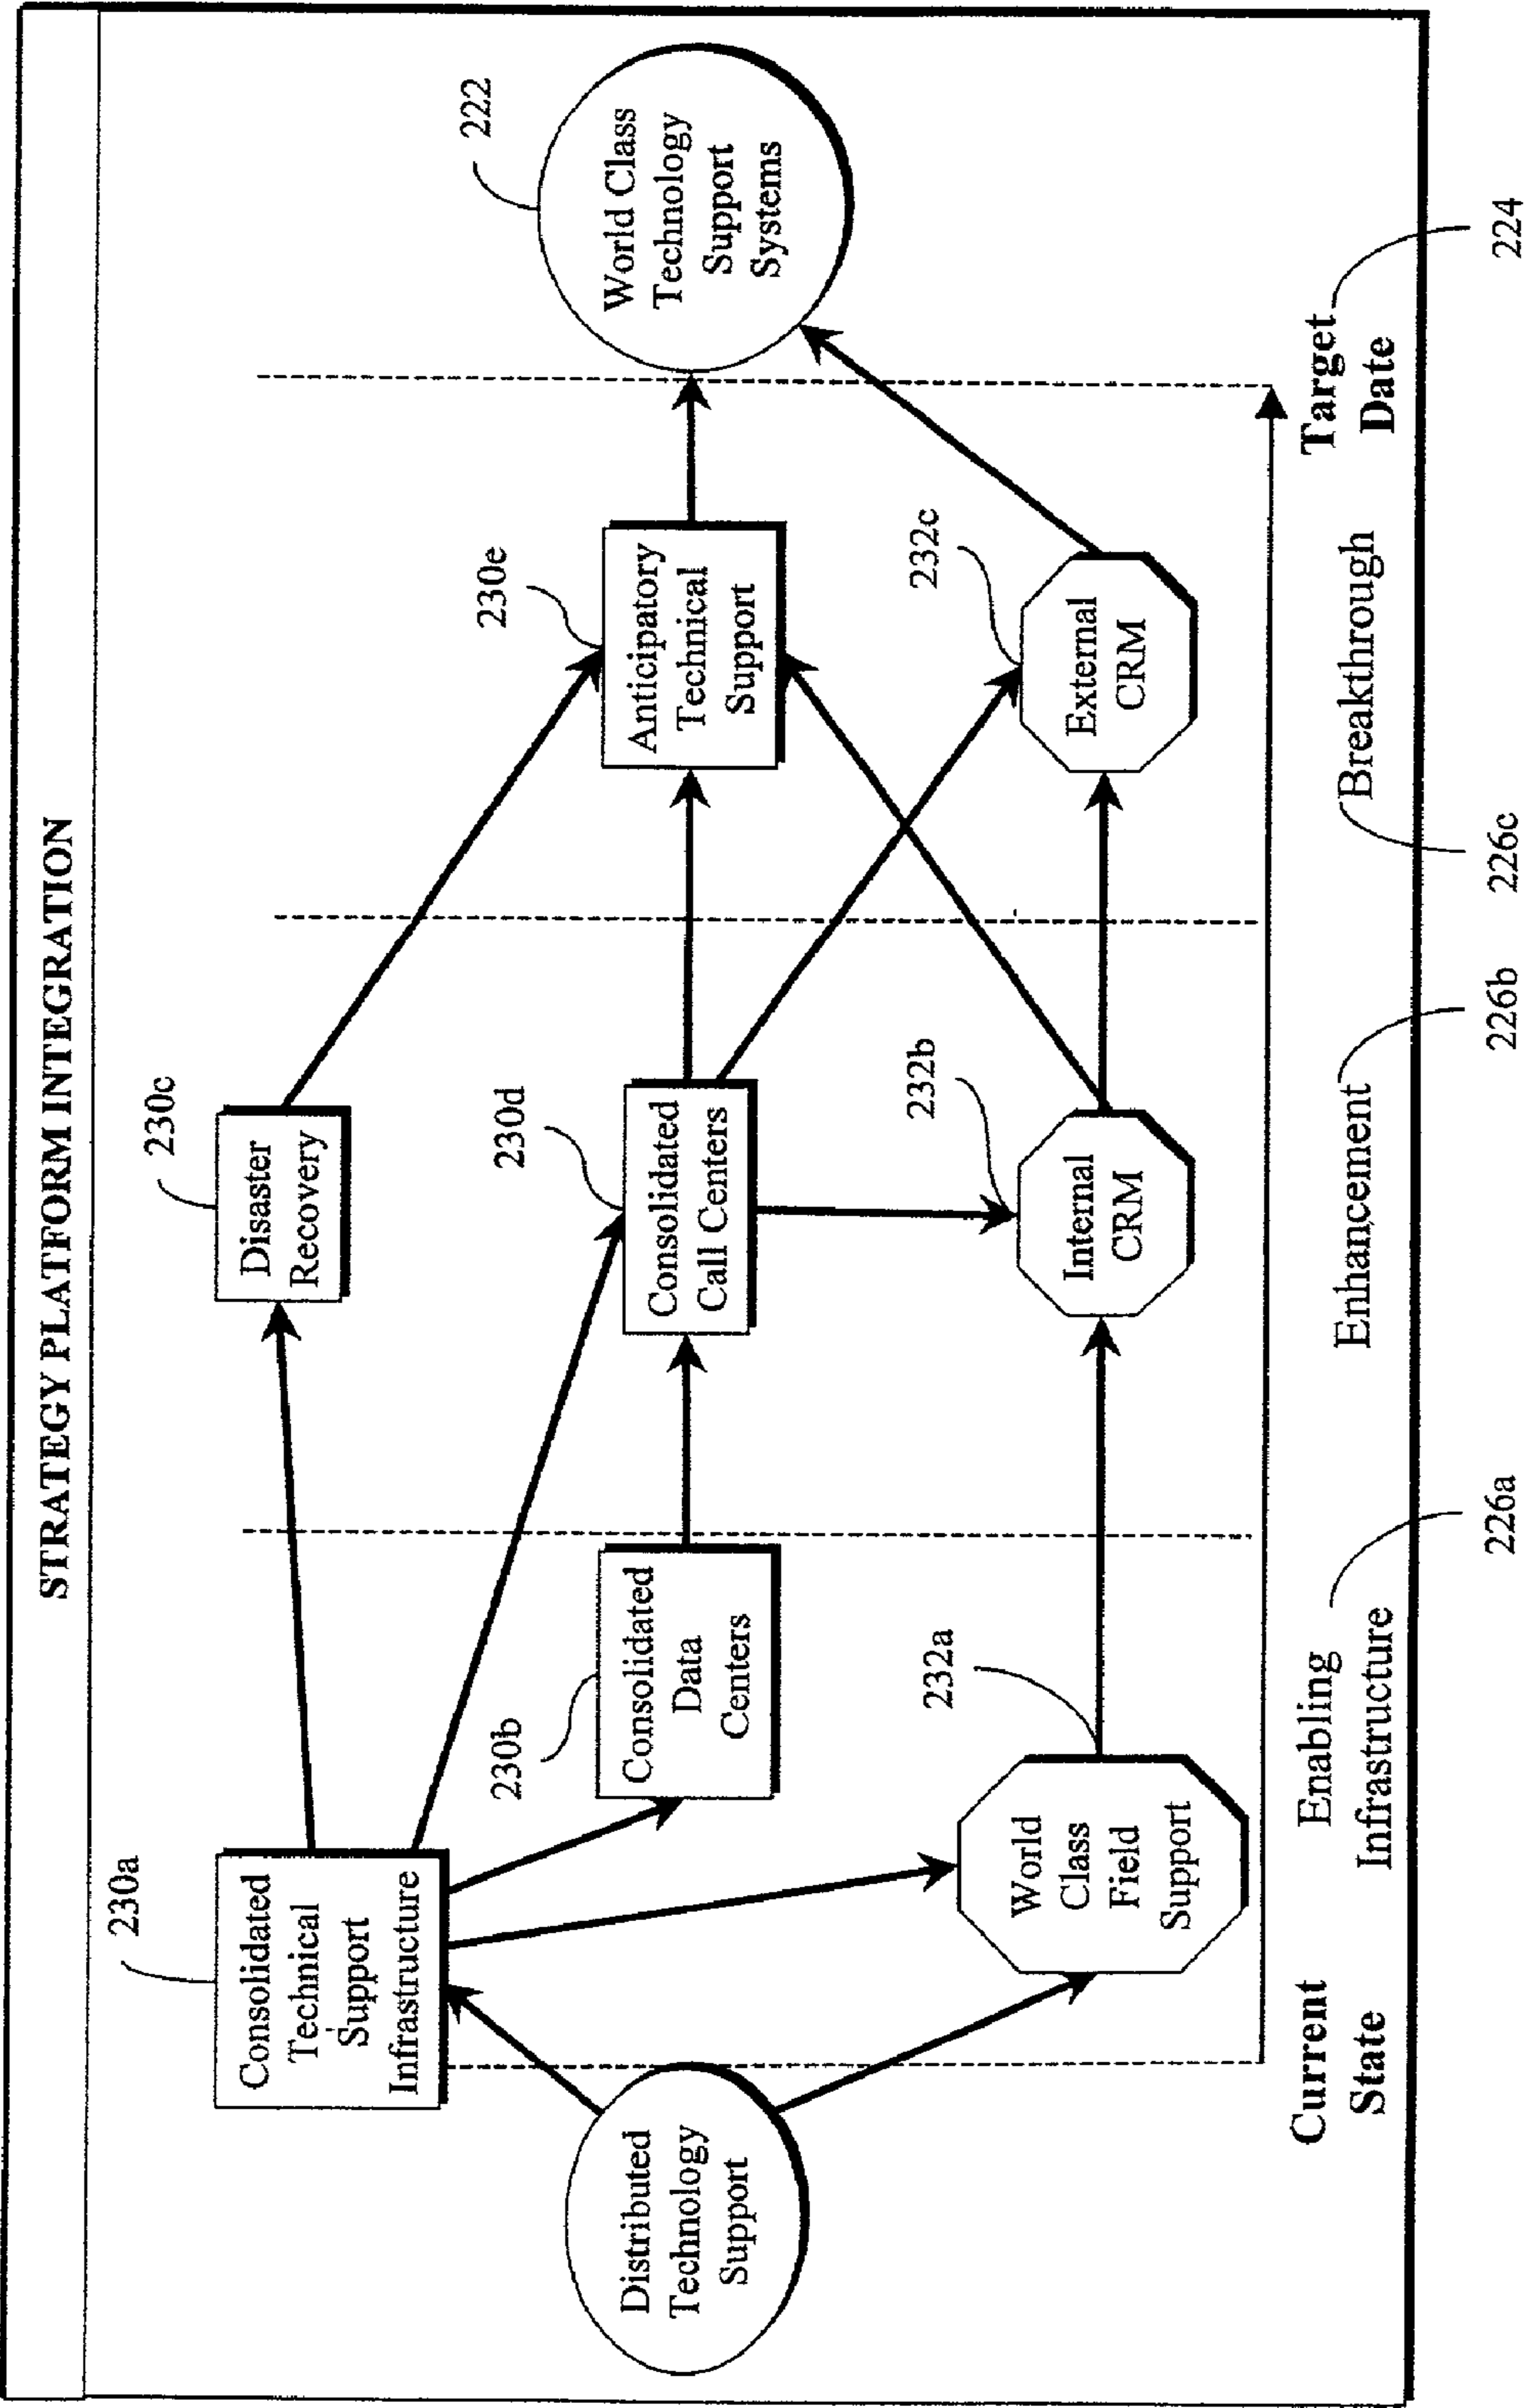 STRATEGY PLATFORM INTEGRATION
230a
Consolidated
Technical
Support
Infrastructure
230c
Disaster
Recovery
Distributed
Technology
Support
230b
Consolidated
Data
Centers
230d
Consolidated
Call Centers
230e
Anticipatory
Technical
Support
222
World Class
Technology
Support
Systems
232a
World
Class
Field
Support
232b
Internal
CRM
232c
External
CRM
Current
State
Enabling
Infrastructure
Enhancement
Breakthrough
Target
Date
226a
226b
226c
224